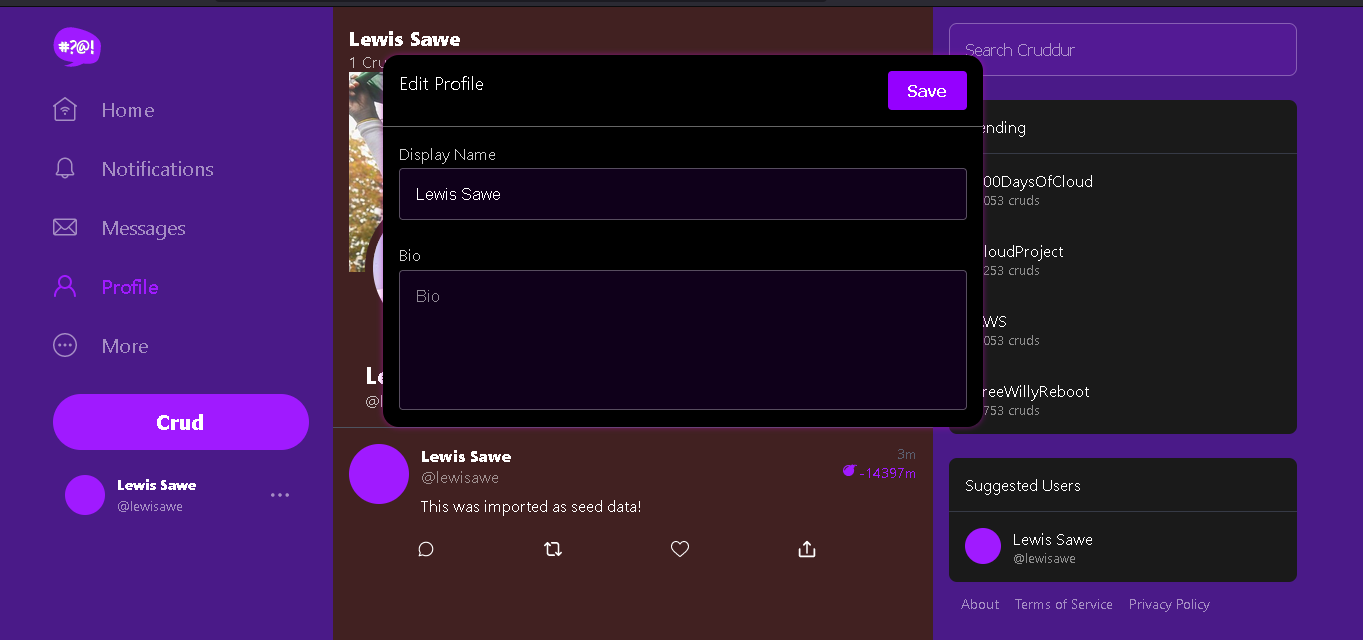 #?@!
Home
Notifications
Messages
Profile
More
Crud
Lewis Sawe
@lewisawe
Lewis Sawe
1
Edit Profile
Save
Display Name
Lewis Sawe
Bio
Bio
Lewis Sawe
3m
@lewisawe
-14397m
This was imported as seed data!
Search Cruddur
ending
00DaysOfCloud
053 cruds
loudProject
253 cruds
WS
053 cruds
reeWillyReboot
753 cruds
Suggested Users
Lewis Sawe
@lewisawe
About Terms of Service Privacy Policy